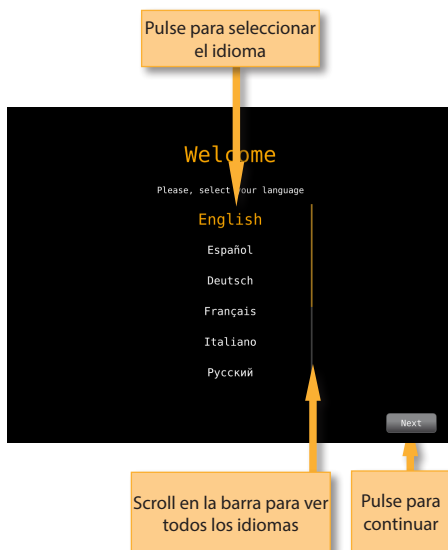 Pulse para seleccionar
el idioma
Welcome
Please, select your language
English
Español
Deutsch
Français
Italiano
Русский
Next
Scroll en la barra para ver
todos los idiomas
Pulse para
continuar